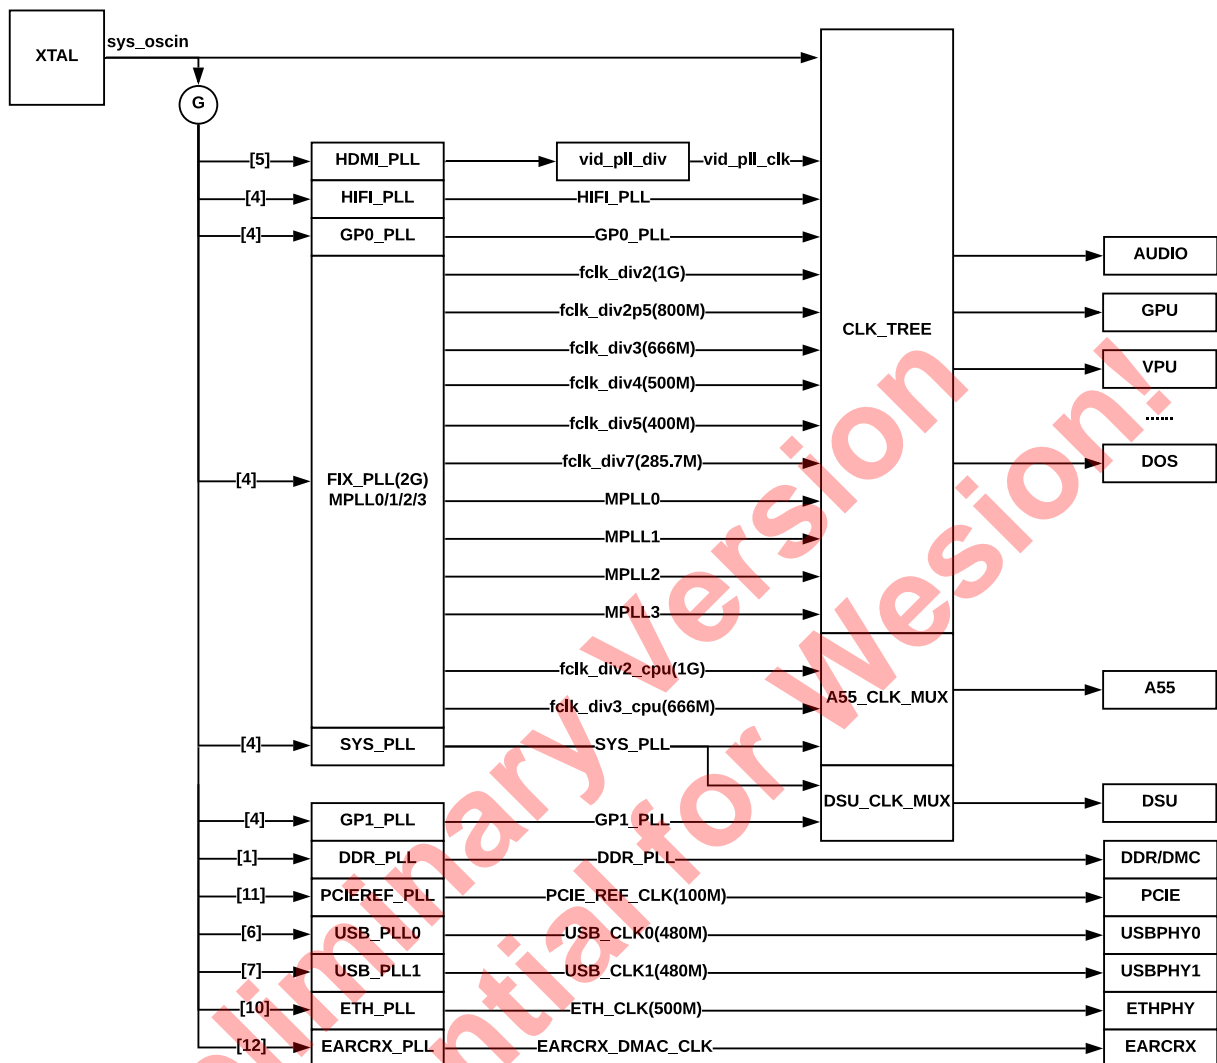 XTAL
sys_oscin
G
[5]
HDMI_PLL
vid_pll_div
vid_pll_clk
[4]
HIFI_PLL
HIFI_PLL
[4]
GP0_PLL
GP0_PLL
fclk_div2(1G)
fclk_div2p5(800M)
fclk_div3(666M)
fclk_div4(500M)
fclk_div5(400M)
fclk_div7(285.7M)
[4]
FIX_PLL(2G)
MPLL0/1/2/3
MPLL0
MPLL1
MPLL2
MPLL3
fclk_div2_cpu(1G)
fclk_div3_cpu(666M)
CLK_TREE
AUDIO
GPU
VPU
......
DOS
A55_CLK_MUX
A55
[4]
SYS_PLL
SYS_PLL
DSU_CLK_MUX
DSU
[4]
GP1_PLL
GP1_PLL
[1]
DDR_PLL
DDR_PLL
DDR/DMC
[11]
PCIEREF_PLL
PCIE_REF_CLK(100M)
PCIE
[6]
USB_PLL0
USB_CLK0(480M)
USBPHY0
[7]
USB_PLL1
USB_CLK1(480M)
USBPHY1
[10]
ETH_PLL
ETH_CLK(500M)
ETHPHY
[12]
EARCRX_PLL
EARCRX_DMAC_CLK
EARCRX
eliminary Version
ntial for Wesion!